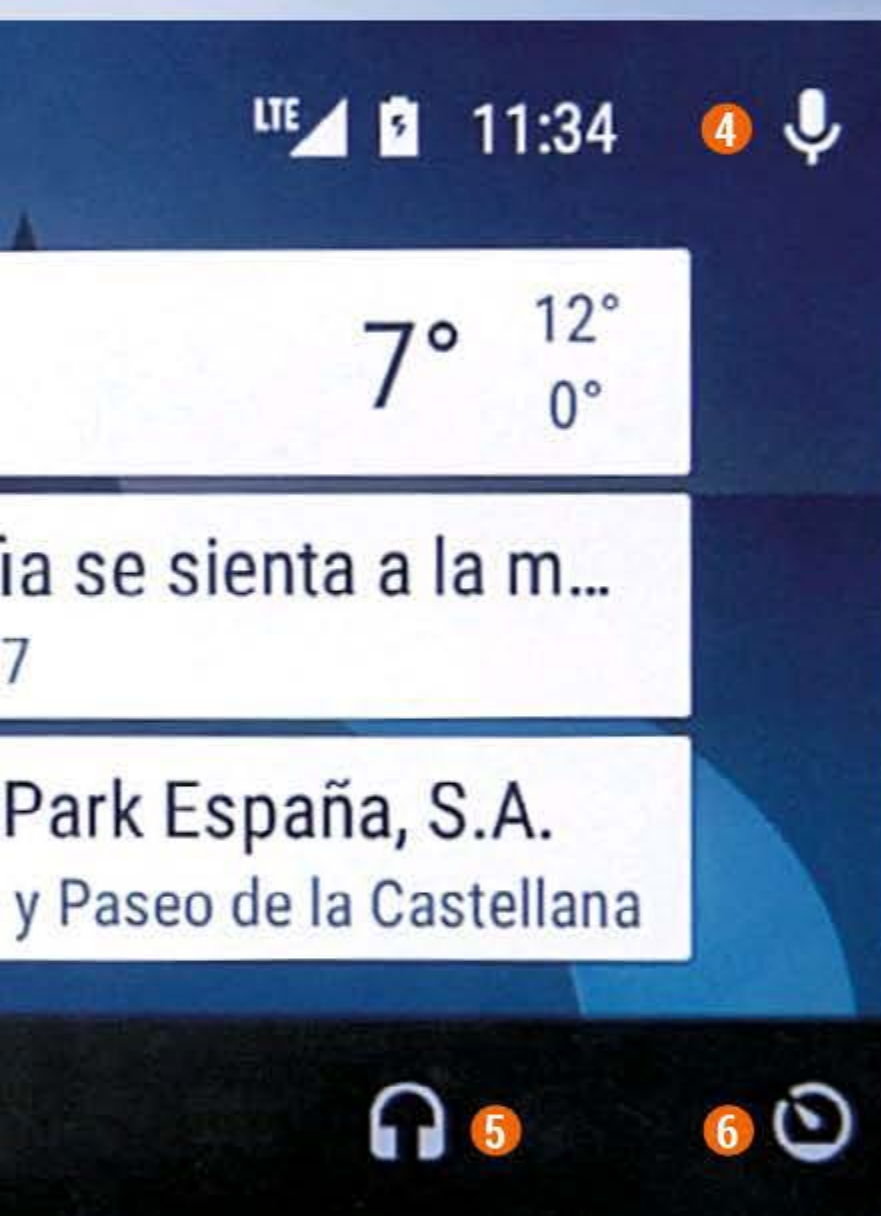 LTE 11:34 4
7° 12°
0°
ía se sienta a la m...
7
Park España, S.A.
y Paseo de la Castellana
5 6